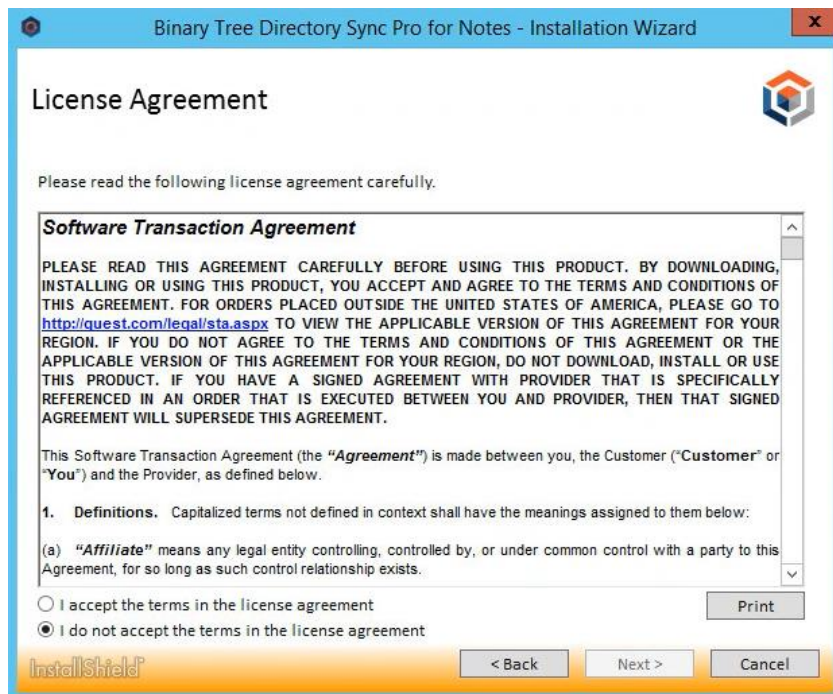 Binary Tree Directory Sync Pro for Notes - Installation Wizard
x
License Agreement
Please read the following license agreement carefully.
Software Transaction Agreement
PLEASE READ THIS AGREEMENT CAREFULLY BEFORE USING THIS PRODUCT. BY DOWNLOADING,
INSTALLING OR USING THIS PRODUCT, YOU ACCEPT AND AGREE TO THE TERMS AND CONDITIONS OF
THIS AGREEMENT. FOR ORDERS PLACED OUTSIDE THE UNITED STATES OF AMERICA, PLEASE GO TO
http://quest.com/legal/sta.aspx TO VIEW THE APPLICABLE VERSION OF THIS AGREEMENT FOR YOUR
REGION. IF YOU DO NOT AGREE TO THE TERMS AND CONDITIONS OF THIS AGREEMENT OR THE
APPLICABLE VERSION OF THIS AGREEMENT FOR YOUR REGION, DO NOT DOWNLOAD, INSTALL OR USE
THIS PRODUCT. IF YOU HAVE A SIGNED AGREEMENT WITH PROVIDER THAT IS SPECIFICALLY
REFERENCED IN AN ORDER THAT IS EXECUTED BETWEEN YOU AND PROVIDER, THEN THAT SIGNED
AGREEMENT WILL SUPERSEDE THIS AGREEMENT.
This Software Transaction Agreement (the “Agreement”) is made between you, the Customer (“Customer” or
“You”) and the Provider, as defined below.
1. Definitions. Capitalized terms not defined in context shall have the meanings assigned to them below:
(a) “Affiliate” means any legal entity controlling, controlled by, or under common control with a party to this
Agreement, for so long as such control relationship exists.
I accept the terms in the license agreement
Print
I do not accept the terms in the license agreement
InstallShield
< Back
Next >
Cancel